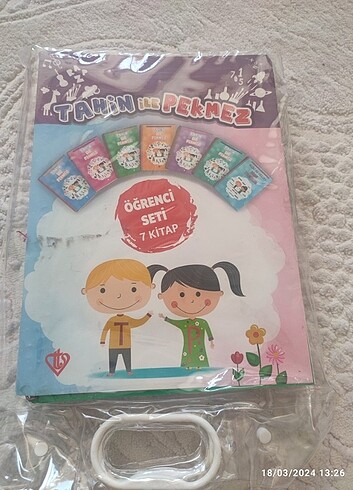 TAHİN İLE PEKMEZ
ÖĞRENCİ
SETİ
7 KİTAP
T
P
18/03/2024 13:26